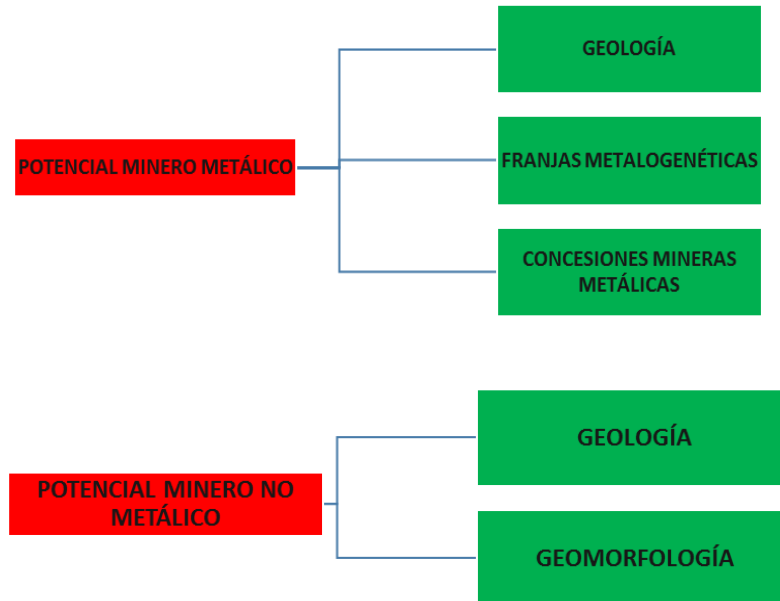 GEOLOGÍA
POTENCIAL MINERO METÁLICO
FRANJAS METALOGENÉTICAS
CONCESIONES MINERAS
METÁLICAS
GEOLOGÍA
POTENCIAL MINERO NO
METÁLICO
GEOMORFOLOGÍA